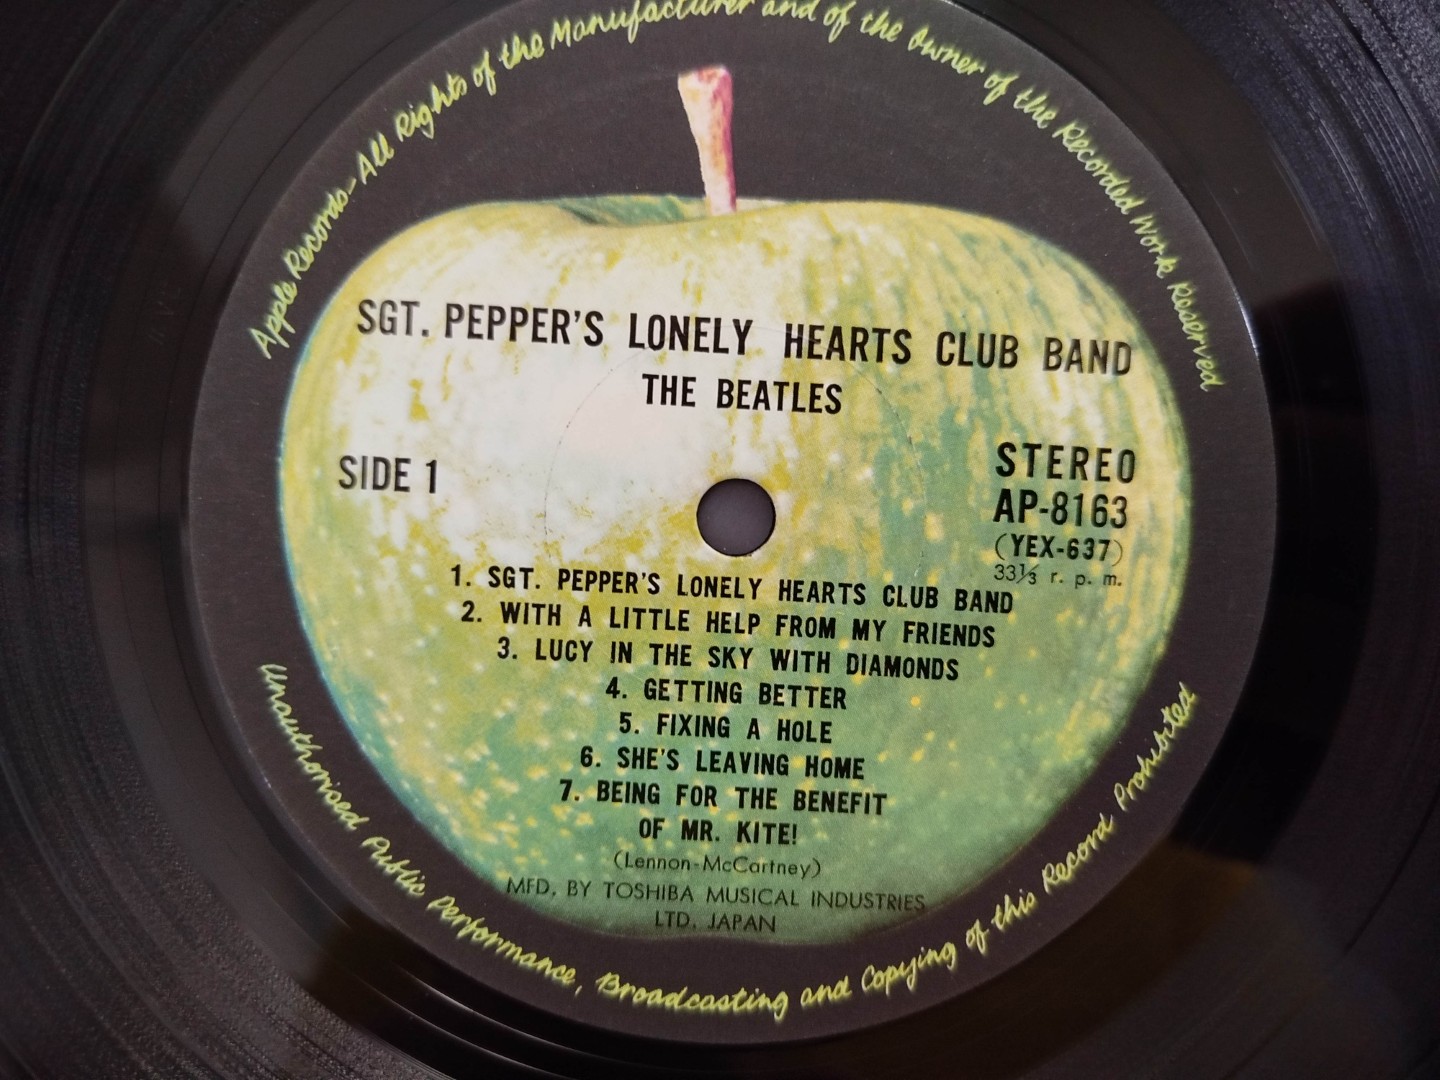 Apple Records-All Rights of the Manufacturer and of the Owner of the Recorded Work Reserved
SGT. PEPPER'S LONELY HEARTS CLUB BAND
THE BEATLES
SIDE 1
STEREO
AP-8163
(YEX-637)
33⅓ r. p. m.
1. SGT. PEPPER'S LONELY HEARTS CLUB BAND
2. WITH A LITTLE HELP FROM MY FRIENDS
3. LUCY IN THE SKY WITH DIAMONDS
4. GETTING BETTER
5. FIXING A HOLE
6. SHE'S LEAVING HOME
7. BEING FOR THE BENEFIT
OF MR. KITE!
(Lennon-McCartney)
MFD. BY TOSHIBA MUSICAL INDUSTRIES
LTD. JAPAN
Unauthorised Public Performance, Broadcasting and Copying of this Record Prohibited